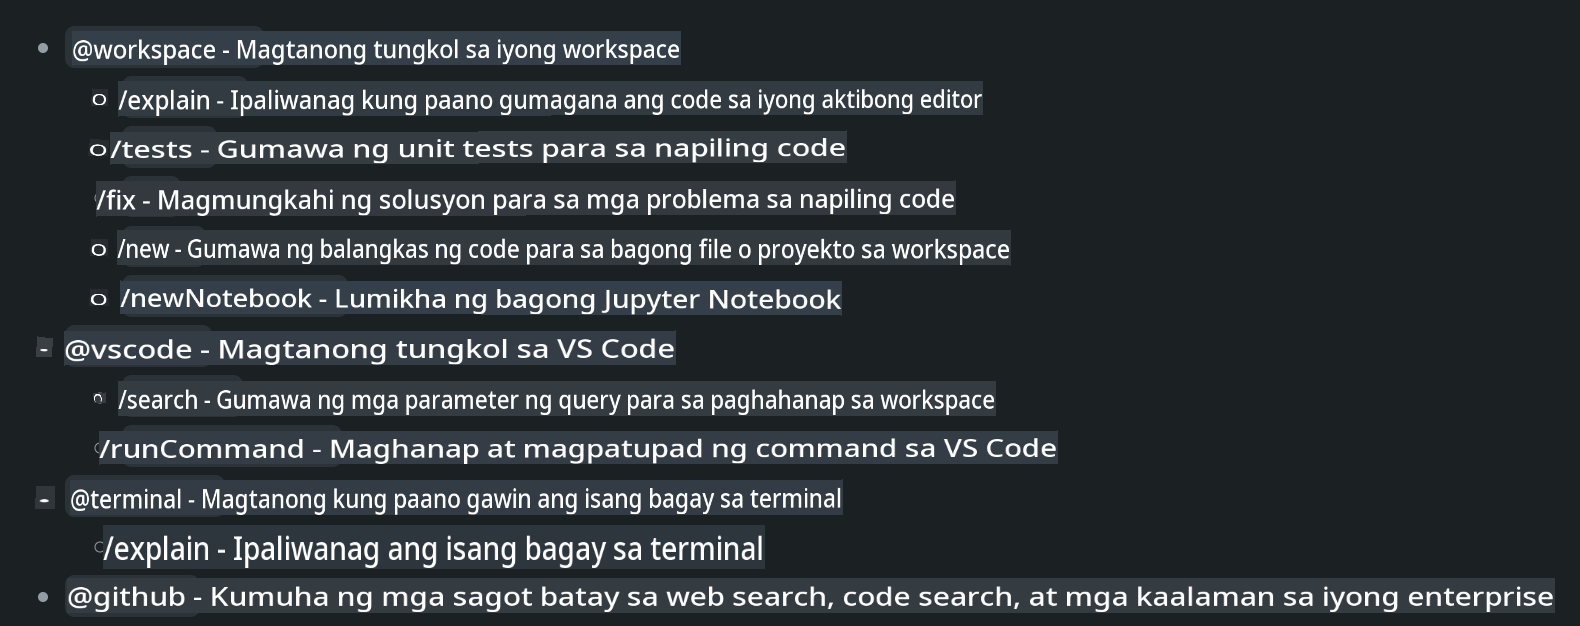 @workspace - Magtanong tungkol sa iyong workspace
/explain - Ipaliwanag kung paano gumagana ang code sa iyong aktibong editor
/tests - Gumawa ng unit tests para sa napiling code
/fix - Magmungkahi ng solusyon para sa mga problema sa napiling code
/new - Gumawa ng balangkas ng code para sa bagong file o proyekto sa workspace
/newNotebook - Lumikha ng bagong Jupyter Notebook
@vscode - Magtanong tungkol sa VS Code
/search - Gumawa ng mga parameter ng query para sa paghahanap sa workspace
/runCommand - Maghanap at magpatupad ng command sa VS Code
@terminal - Magtanong kung paano gawin ang isang bagay sa terminal
/explain - Ipaliwanag ang isang bagay sa terminal
@github - Kumuha ng mga sagot batay sa web search, code search, at mga kaalaman sa iyong enterprise